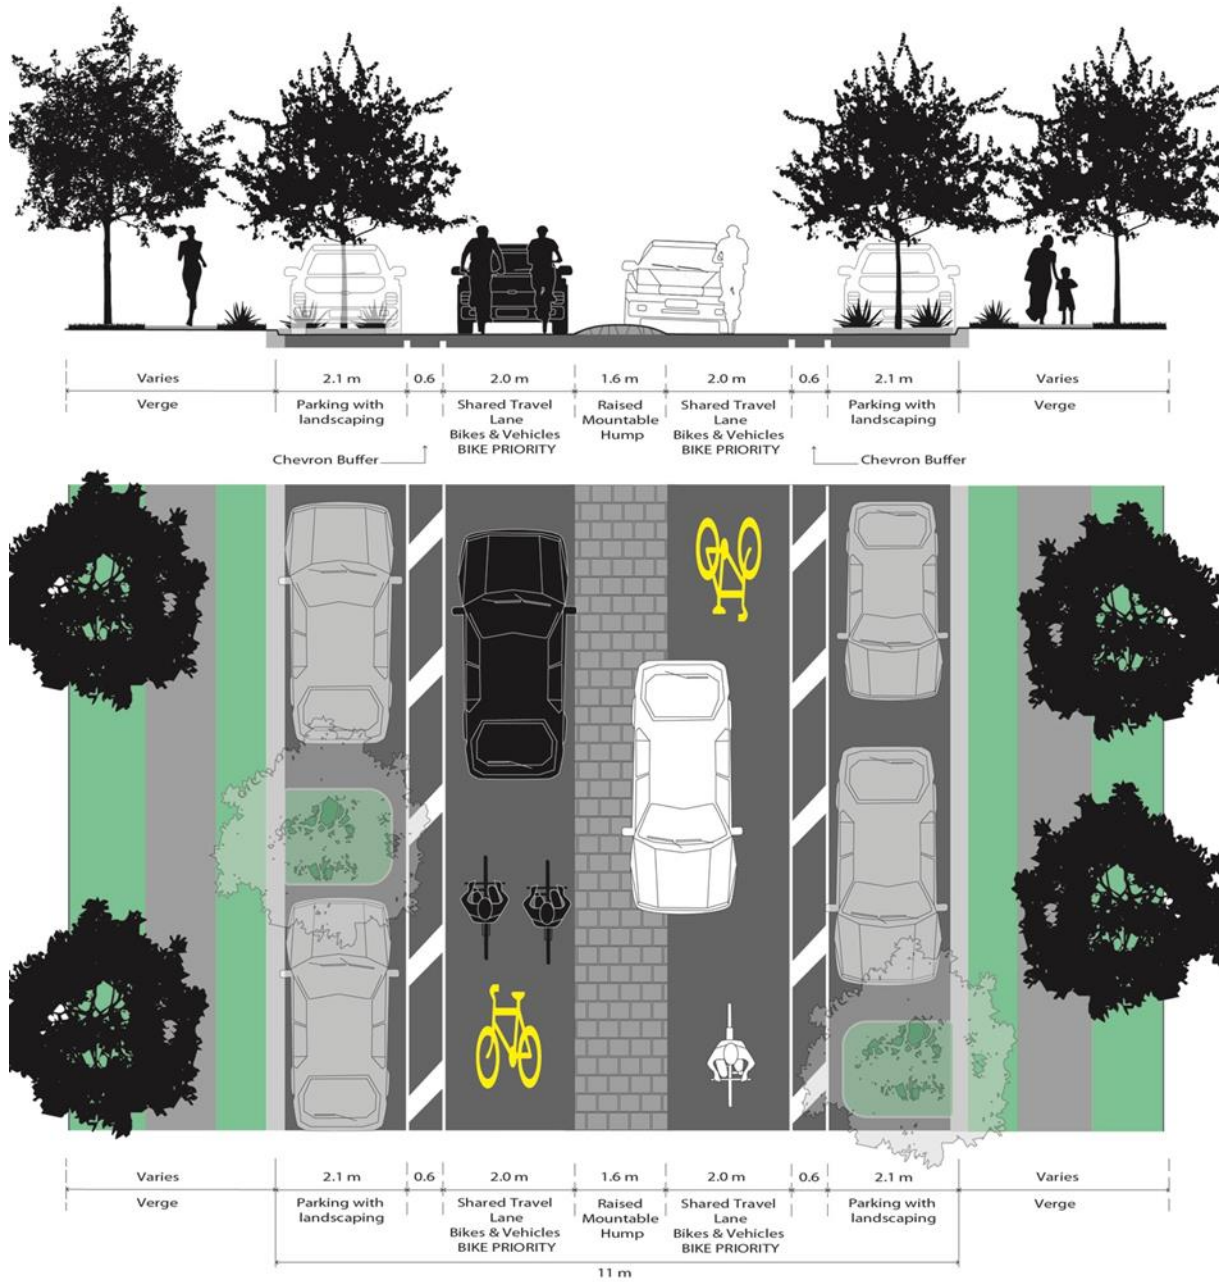 Varies 2.1 m 0.6 2.0 m 1.6 m 2.0 m 0.6 2.1 m Varies
Verge Parking with Shared Travel Raised Shared Travel Parking with Verge
landscaping Lane Mountable Lane landscaping
Bikes & Vehicles Hump Bikes & Vehicles
BIKE PRIORITY BIKE PRIORITY
Chevron Buffer Chevron Buffer
Varies 2.1 m 0.6 2.0 m 1.6 m 2.0 m 0.6 2.1 m Varies
Verge Parking with Shared Travel Raised Shared Travel Parking with Verge
landscaping Lane Mountable Lane landscaping
Bikes & Vehicles Hump Bikes & Vehicles
BIKE PRIORITY BIKE PRIORITY
11 m